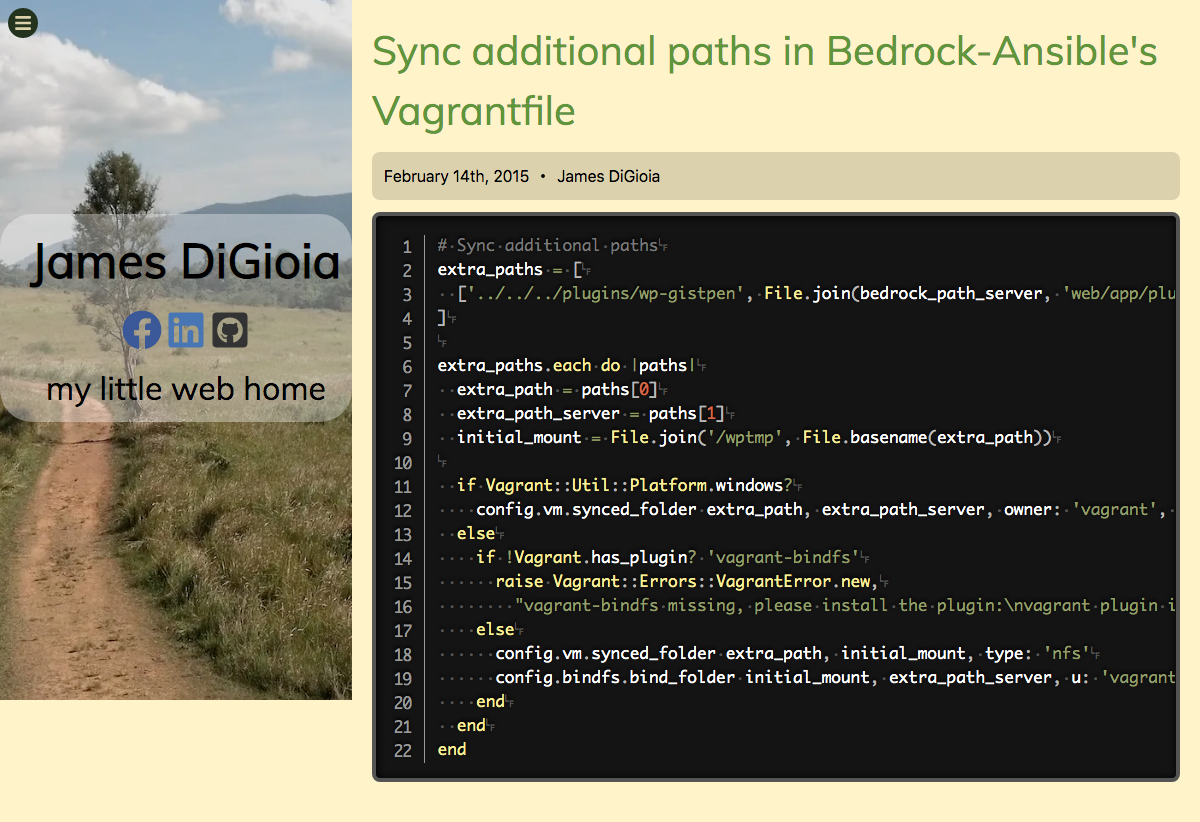 James DiGioia
my little web home
Sync additional paths in Bedrock-Ansible's
Vagrantfile
February 14th, 2015 • James DiGioia
1 # Sync additional paths
2 extra_paths = [
3   ['../../../plugins/wp-gistpen', File.join(bedrock_path_server, 'web/app/plu
4 ]
5
6 extra_paths.each do |paths|
7   extra_path = paths[0]
8   extra_path_server = paths[1]
9   initial_mount = File.join('/wptmp', File.basename(extra_path))
10
11   if Vagrant::Util::Platform.windows?
12     config.vm.synced_folder extra_path, extra_path_server, owner: 'vagrant',
13   else
14     if !Vagrant.has_plugin? 'vagrant-bindfs'
15       raise Vagrant::Errors::VagrantError.new,
16         "vagrant-bindfs missing, please install the plugin:\nvagrant plugin i
17     else
18       config.vm.synced_folder extra_path, initial_mount, type: 'nfs'
19       config.bindfs.bind_folder initial_mount, extra_path_server, u: 'vagrant
20     end
21   end
22 end